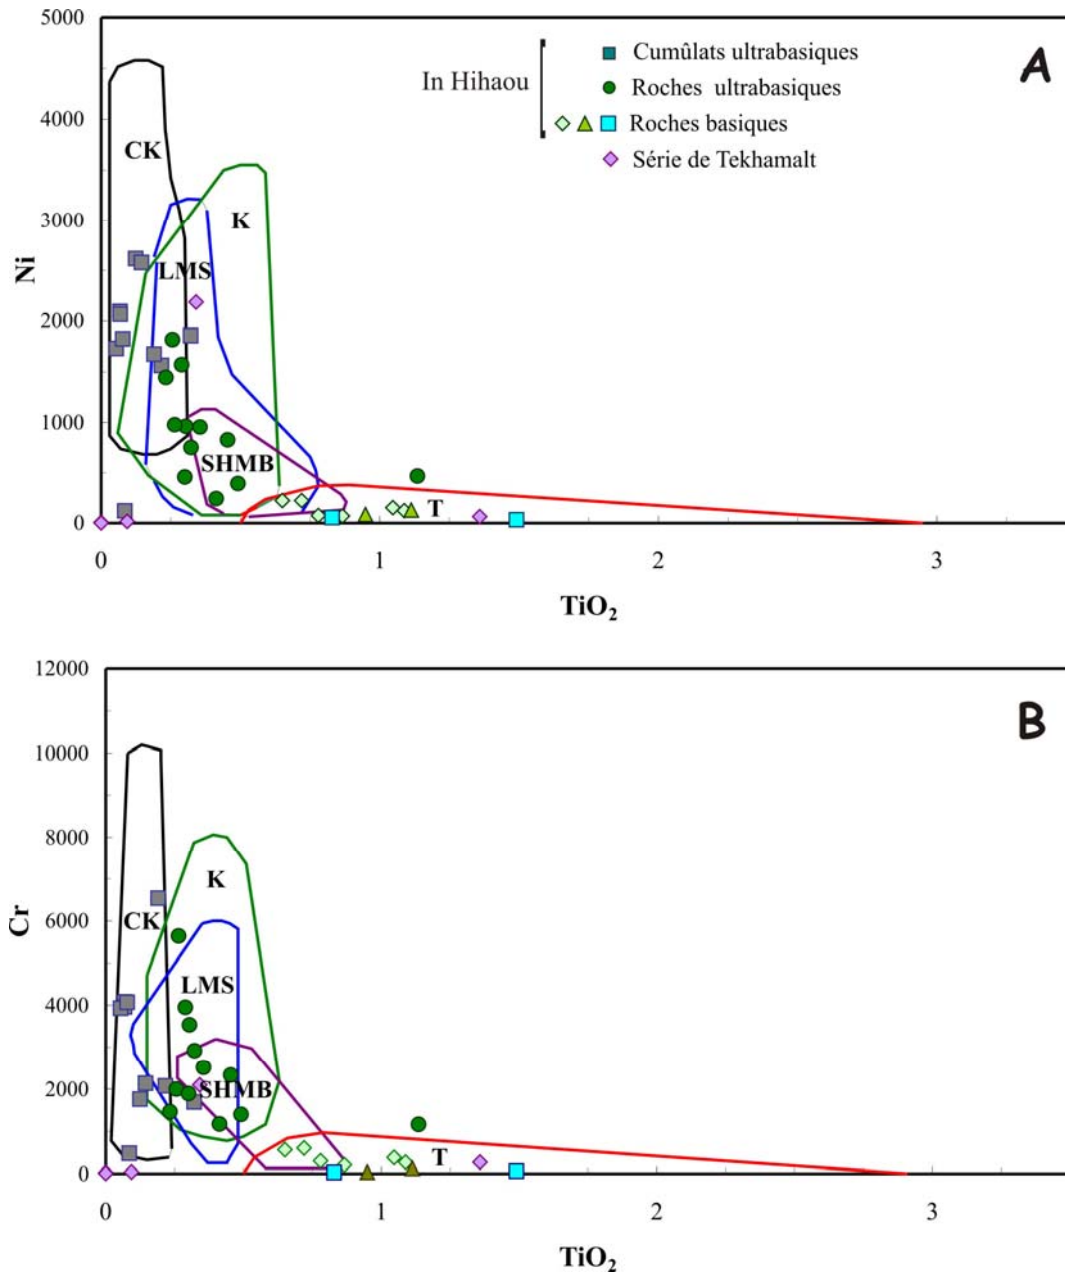 5000
4000
3000
2000
1000
0
Ni
A
In Hihaou
Cumûlats ultrabasiques
Roches ultrabasiques
Roches basiques
Série de Tekhamalt
CK
K
LMS
SHMB
T
0
1
2
3
TiO₂
12000
10000
8000
6000
4000
2000
0
Cr
B
K
CK
LMS
SHMB
T
0
1
2
3
TiO₂